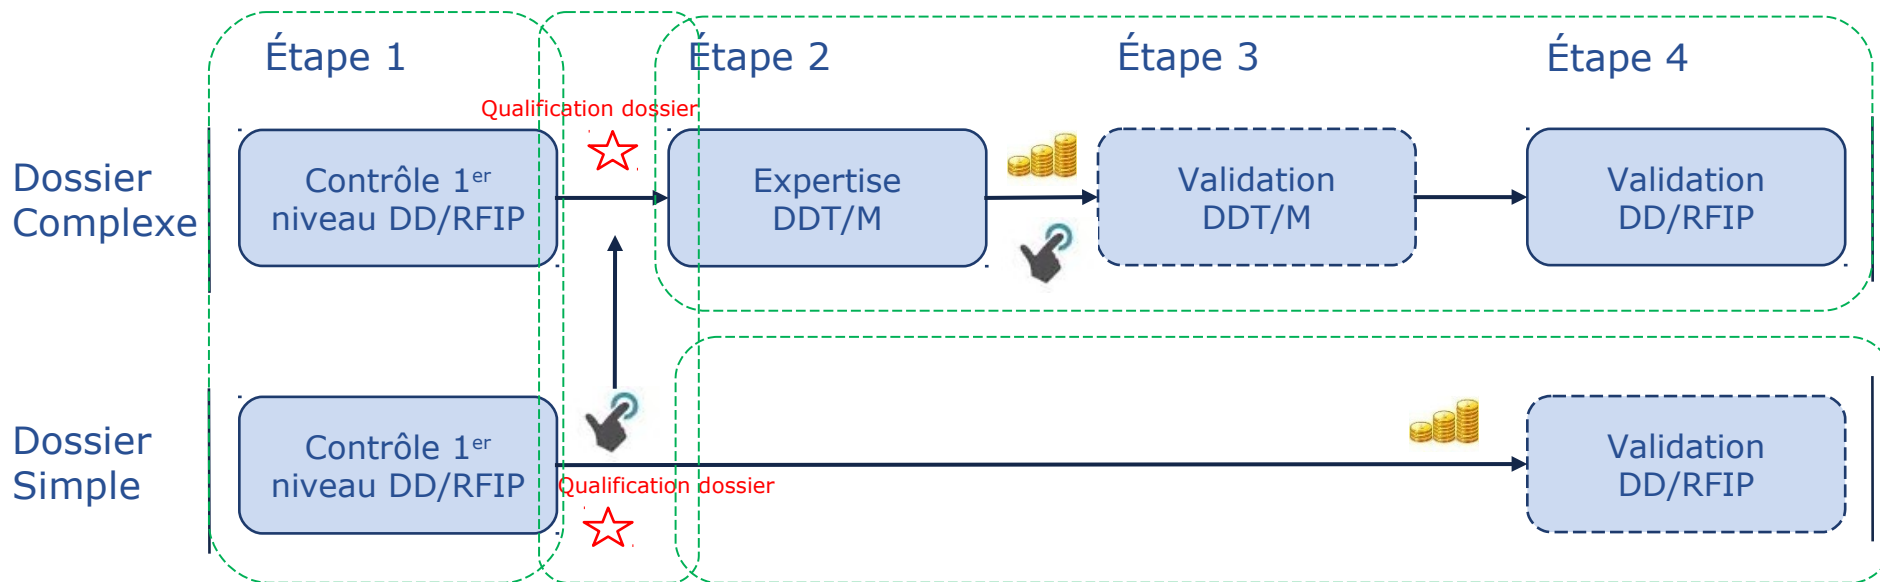 Étape 1
Étape 2
Étape 3
Étape 4
Qualification dossier
Dossier
Complexe
Contrôle 1er
niveau DD/RFIP
Expertise
DDT/M
Validation
DDT/M
Validation
DD/RFIP
Dossier
Simple
Contrôle 1er
niveau DD/RFIP
Qualification dossier
Validation
DD/RFIP